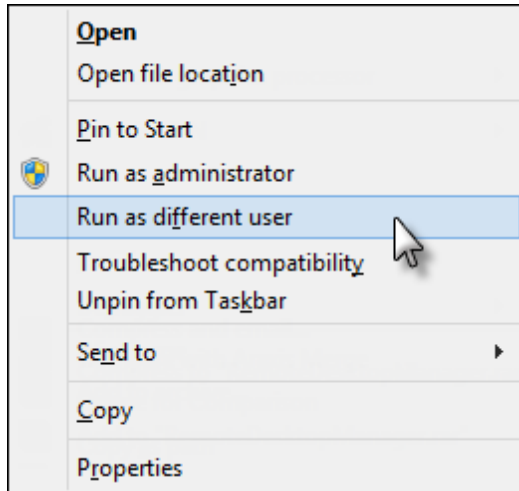 Open
Open file location
Pin to Start
Run as administrator
Run as different user
Troubleshoot compatibility
Unpin from Taskbar
Send to
Copy
Properties